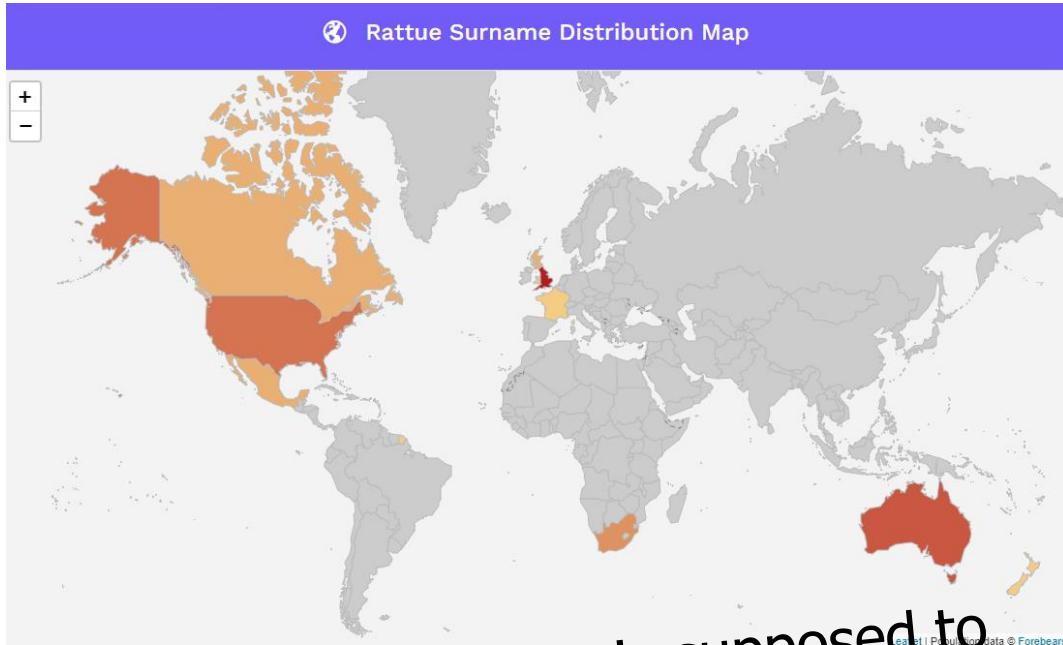 Rattue Surname Distribution Map
+
−
supposed to
| Population data © Forebears